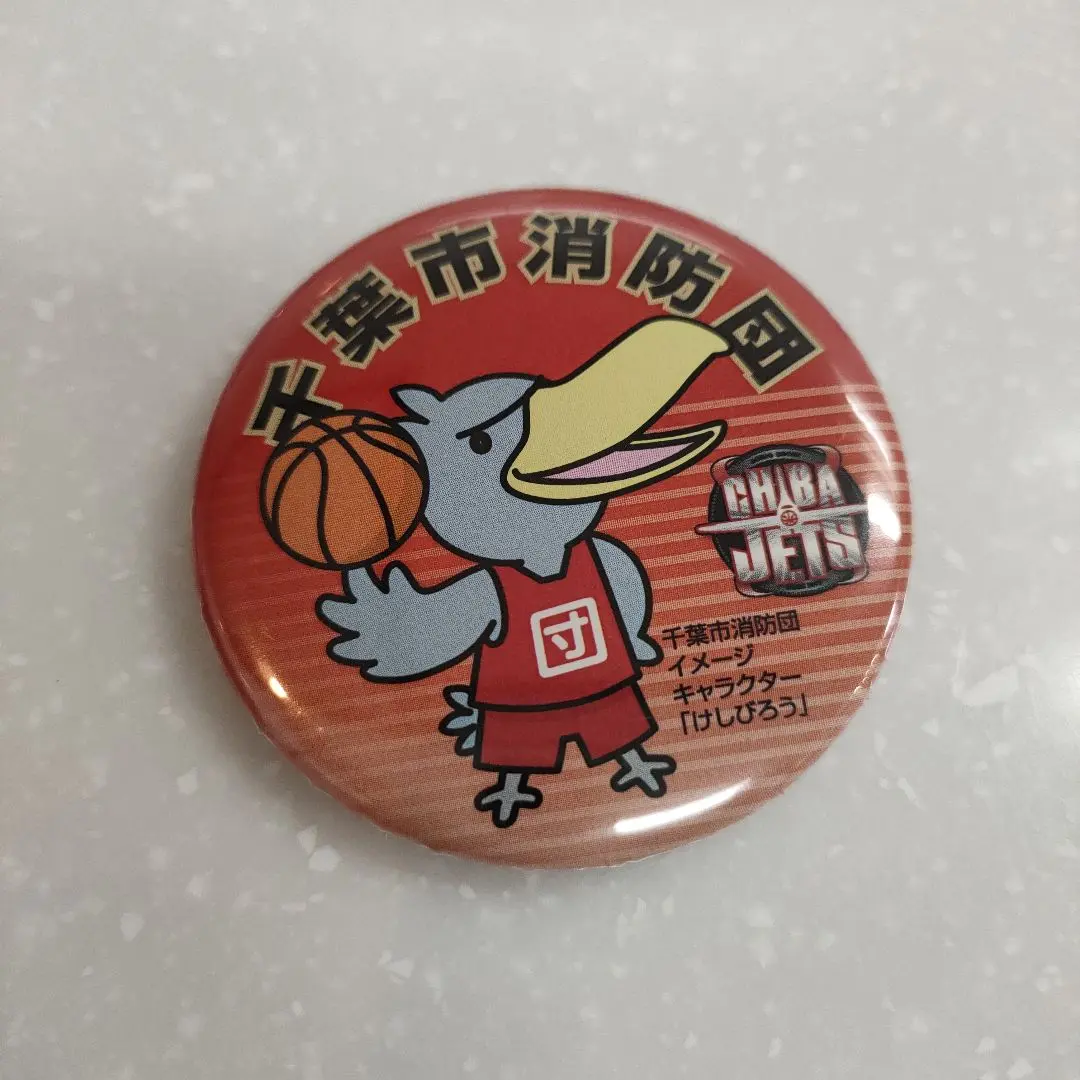 千葉市消防団
CHIBA
JETS
団
千葉市消防団
イメージ
キャラクター
「けしびろう」